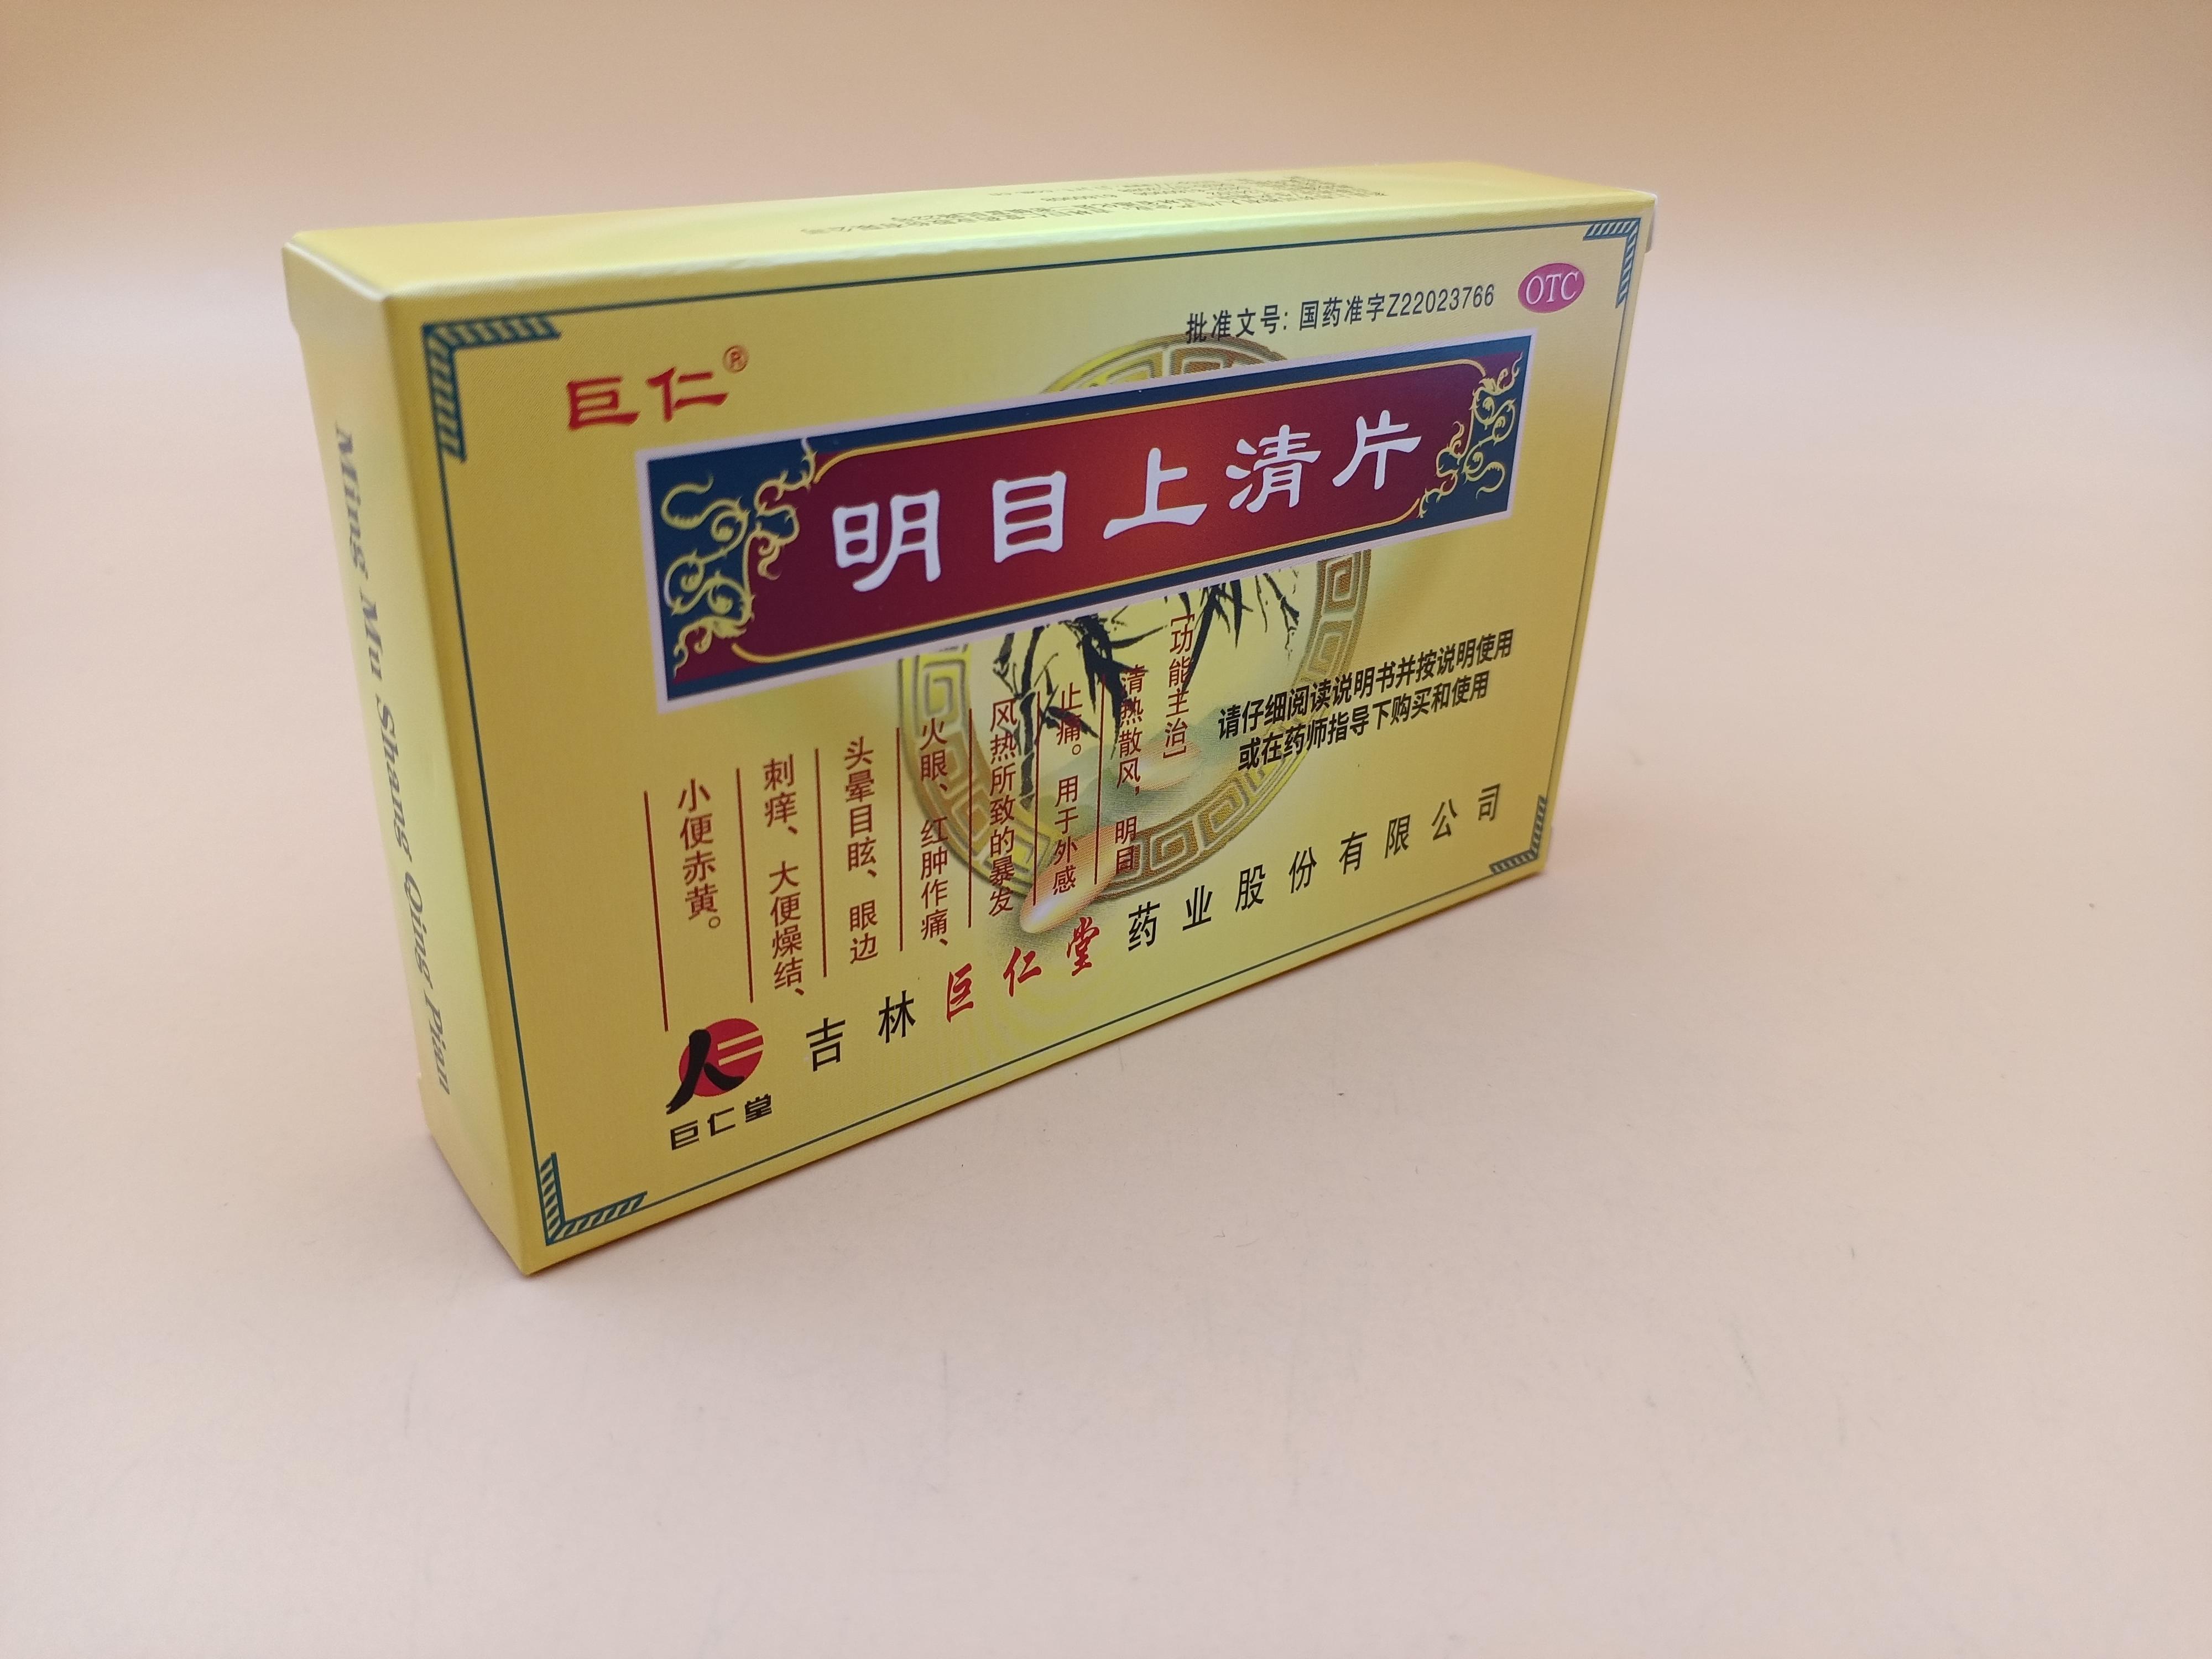 OTC
批准文号: 国药准字Z22023766
巨仁®
明目上清片
[功能主治]
清热散风，明目
止痛。用于外感
风热所致的暴发
火眼、红肿作痛、
头晕目眩、眼边
刺痒、大便燥结、
小便赤黄。
请仔细阅读说明书并按说明使用
或在药师指导下购买和使用
吉林巨仁堂药业股份有限公司
巨仁堂
Ming Mu Shang Qing Pian